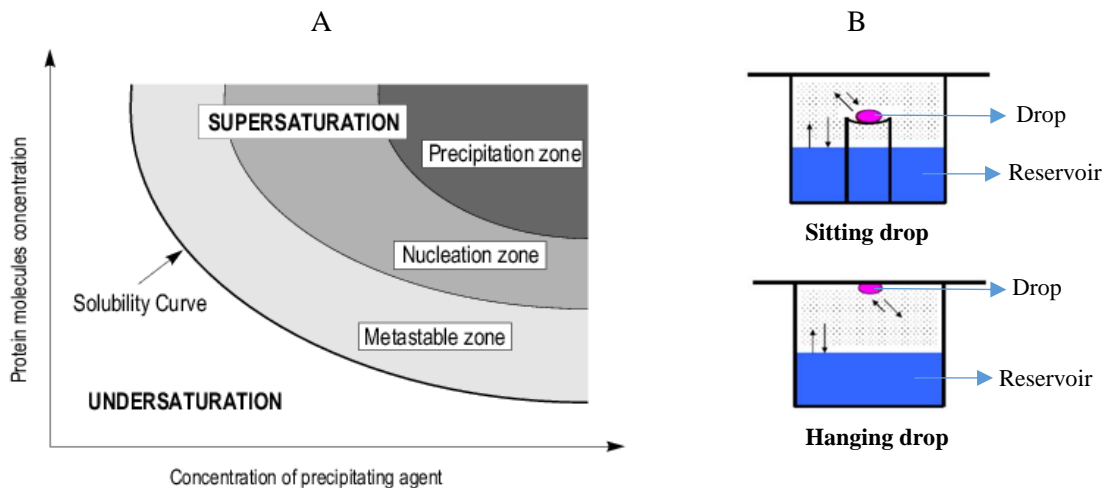 A
Protein molecules concentration
SUPERSATURATION
Precipitation zone
Nucleation zone
Solubility Curve
Metastable zone
UNDERSATURATION
Concentration of precipitating agent
B
Drop
Reservoir
Sitting drop
Drop
Reservoir
Hanging drop